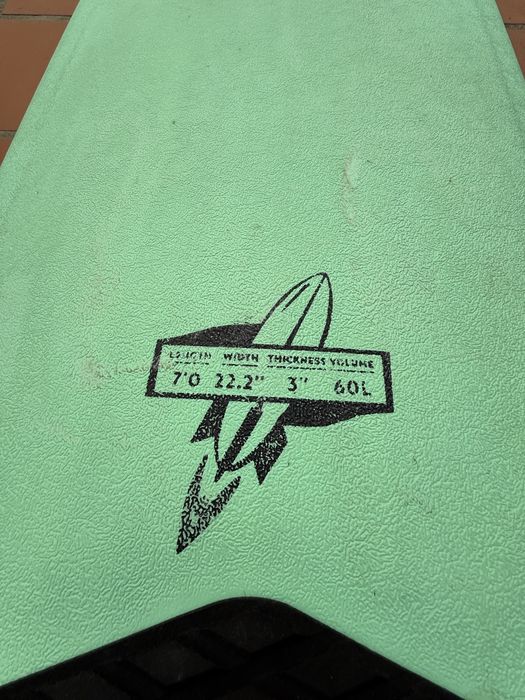 LENGTH WIDTH THICKNESS VOLUME
7'0 22.2" 3" 60L